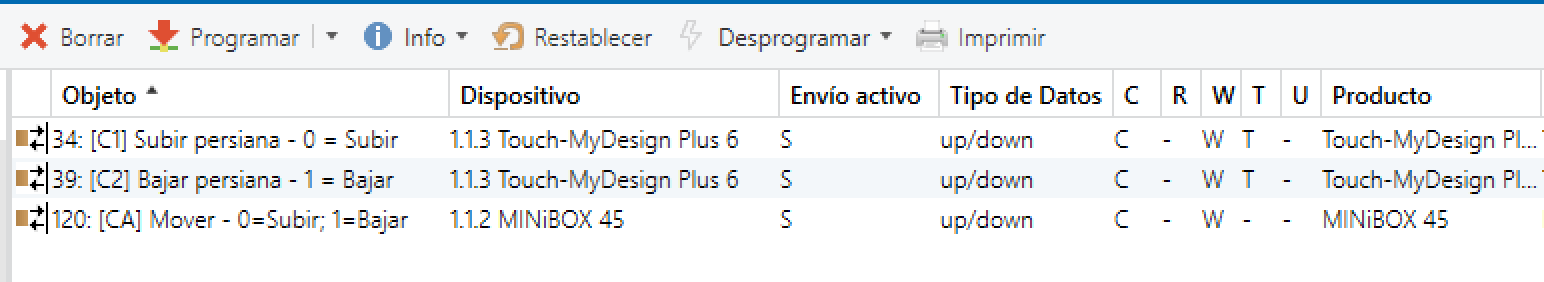 Borrar Programar Info Restablecer Desprogramar Imprimir
Objeto Dispositivo Envío activo Tipo de Datos C R W T U Producto
34: [C1] Subir persiana - 0 = Subir 1.1.3 Touch-MyDesign Plus 6 S up/down C - W T - Touch-MyDesign Pl...
39: [C2] Bajar persiana - 1 = Bajar 1.1.3 Touch-MyDesign Plus 6 S up/down C - W T - Touch-MyDesign Pl...
120: [CA] Mover - 0=Subir; 1=Bajar 1.1.2 MINiBOX 45 S up/down C - W - - MINiBOX 45